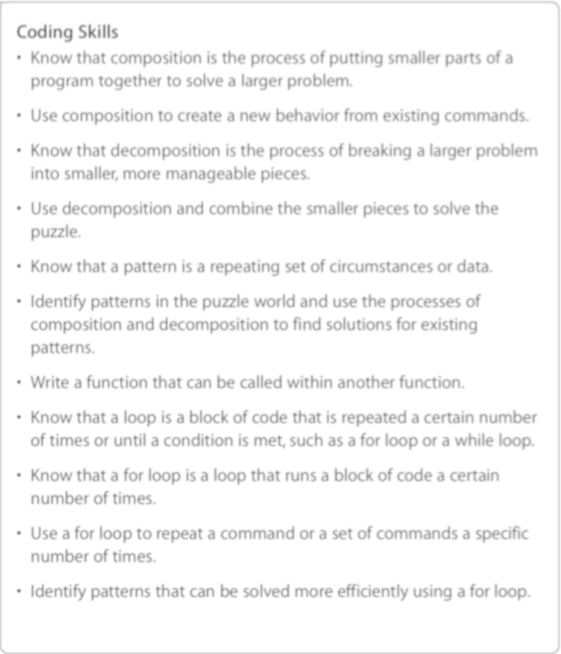 Coding Skills
• Know that composition is the process of putting smaller parts of a
program together to solve a larger problem.
• Use composition to create a new behavior from existing commands.
• Know that decomposition is the process of breaking a larger problem
into smaller, more manageable pieces.
• Use decomposition and combine the smaller pieces to solve the
puzzle.
• Know that a pattern is a repeating set of circumstances or data.
• Identify patterns in the puzzle world and use the processes of
composition and decomposition to find solutions for existing
patterns.
• Write a function that can be called within another function.
• Know that a loop is a block of code that is repeated a certain number
of times or until a condition is met, such as a for loop or a while loop.
• Know that a for loop is a loop that runs a block of code a certain
number of times.
• Use a for loop to repeat a command or a set of commands a specific
number of times.
• Identify patterns that can be solved more efficiently using a for loop.